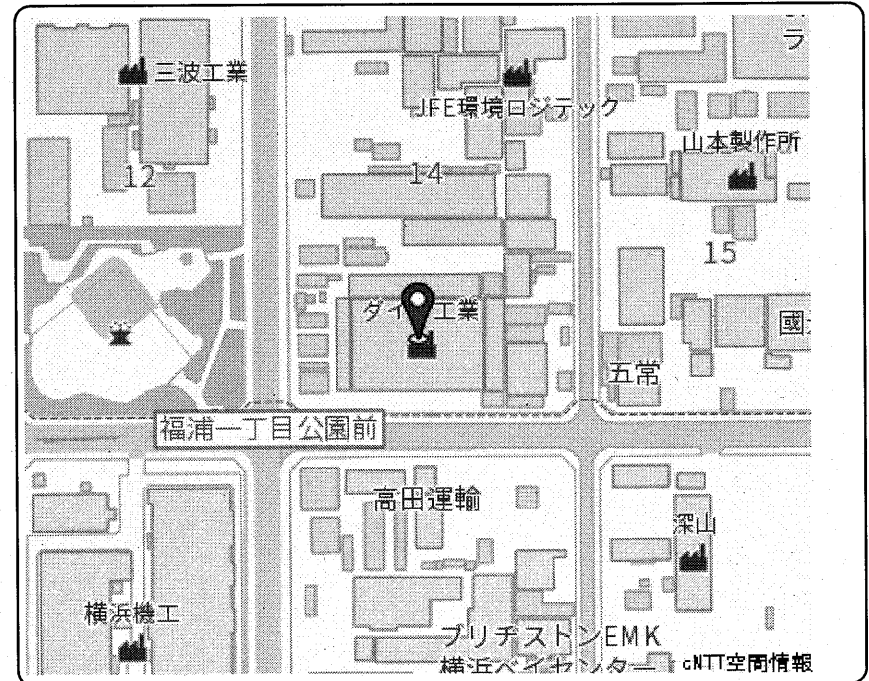 ラ
三波工業
JFE環境ロジテック
山本製作所
12
14
15
ダイ
工業
國
五常
福浦一丁目公園前
高田運輸
深山
横浜機工
ブリヂストンEMK
横浜ベイセンター
cNTT空間情報